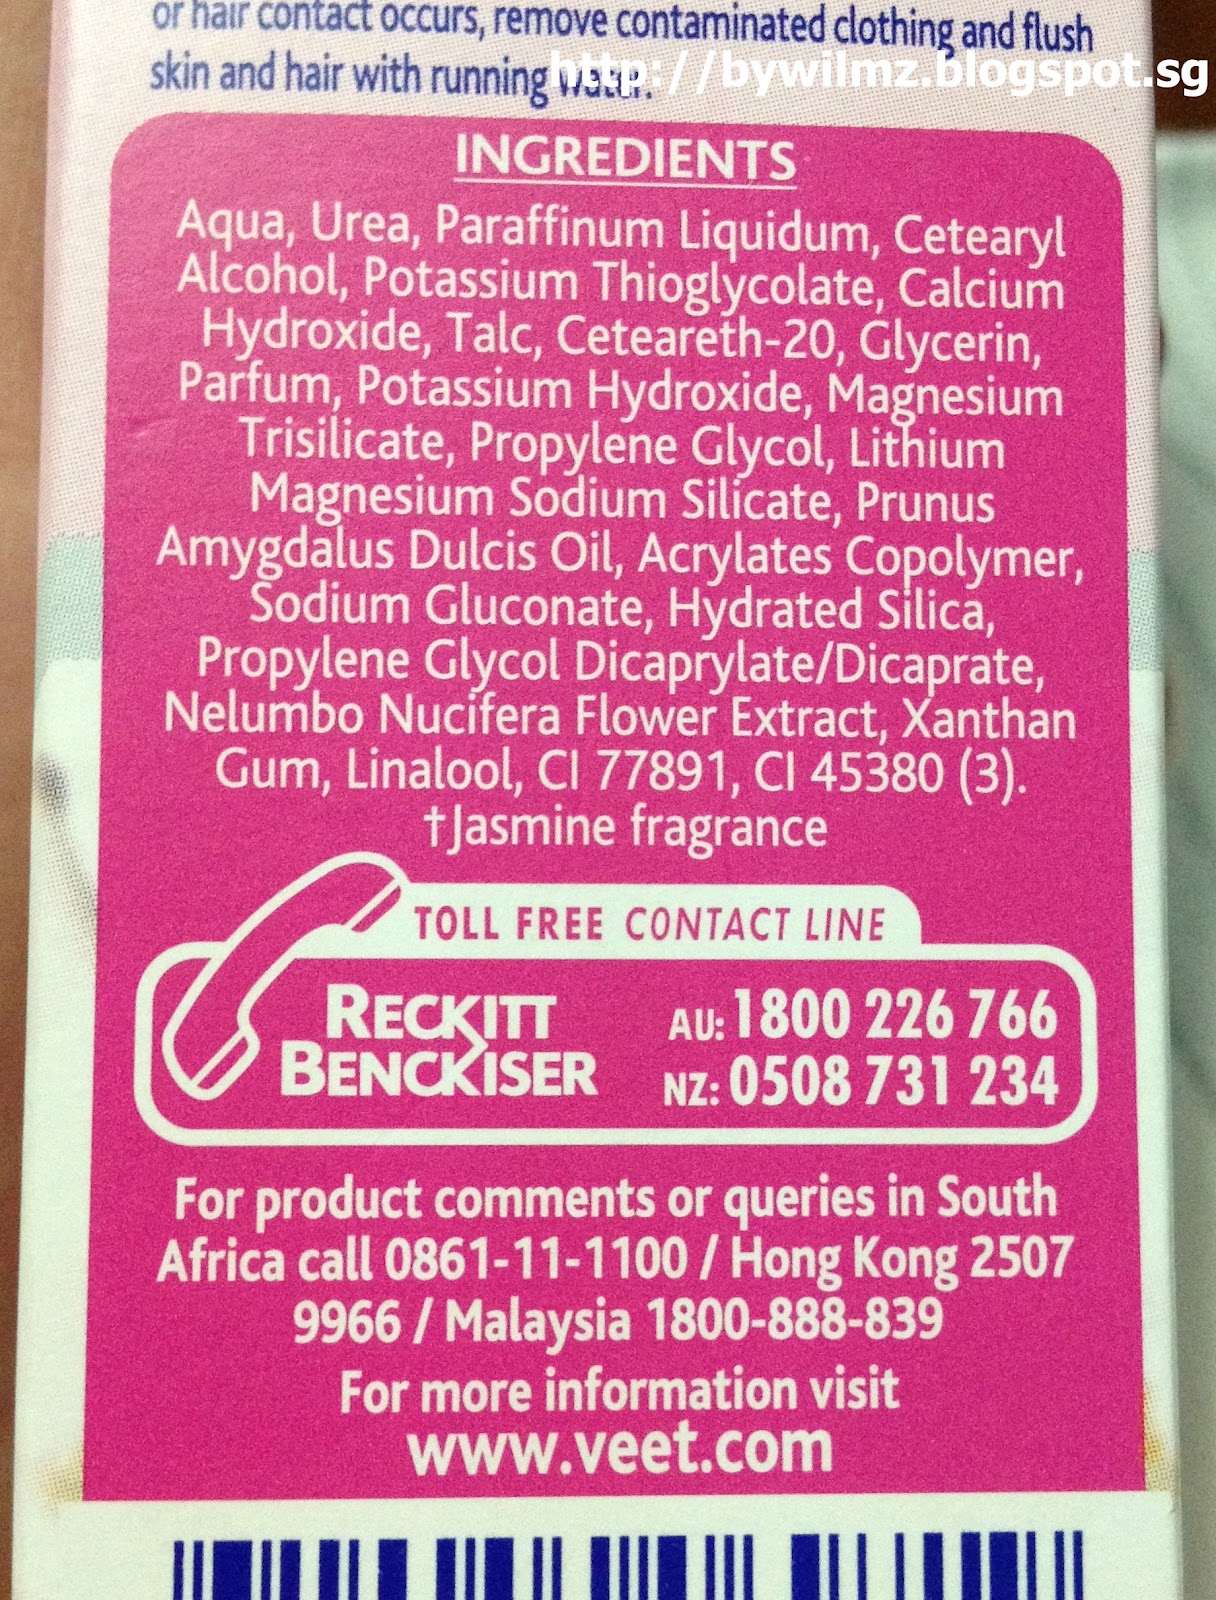 or hair contact occurs, remove contaminated clothing and flush
skin and hair with running water.
http://bywilmz.blogspot.sg
INGREDIENTS
Aqua, Urea, Paraffinum Liquidum, Cetearyl
Alcohol, Potassium Thioglycolate, Calcium
Hydroxide, Talc, Ceteareth-20, Glycerin,
Parfum, Potassium Hydroxide, Magnesium
Trisilicate, Propylene Glycol, Lithium
Magnesium Sodium Silicate, Prunus
Amygdalus Dulcis Oil, Acrylates Copolymer,
Sodium Gluconate, Hydrated Silica,
Propylene Glycol Dicaprylate/Dicaprate,
Nelumbo Nucifera Flower Extract, Xanthan
Gum, Linalool, CI 77891, CI 45380 (3).
†Jasmine fragrance
TOLL FREE CONTACT LINE
RECKITT
BENCKISER
AU: 1800 226 766
NZ: 0508 731 234
For product comments or queries in South
Africa call 0861-11-1100 / Hong Kong 2507
9966 / Malaysia 1800-888-839
For more information visit
www.veet.com